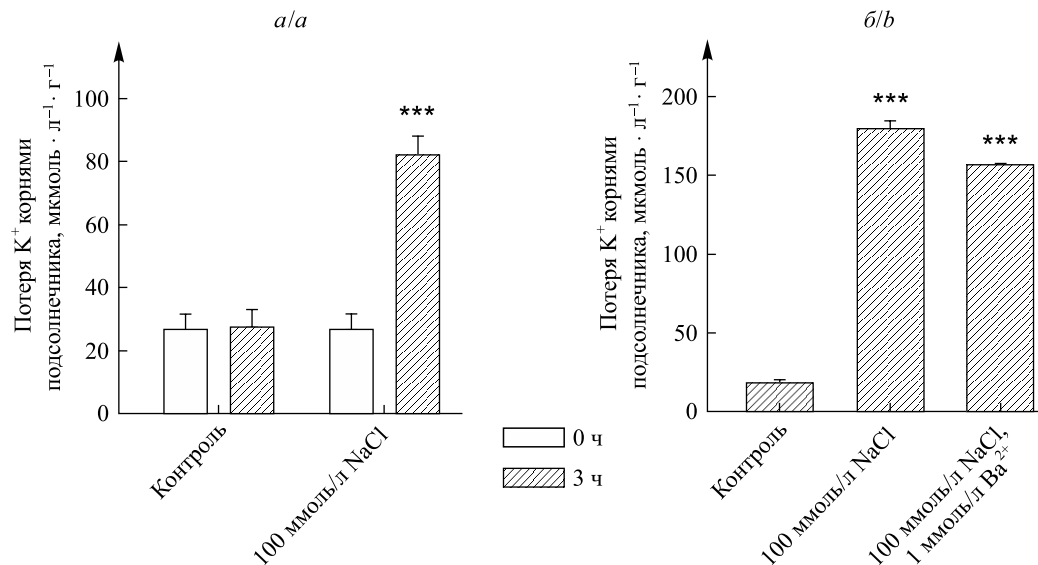 а/a
Потеря K⁺ корнями
подсолнечника, мкмоль · л⁻¹ · г⁻¹
100
80
60
40
20
0
***
Контроль
100 ммоль/л NaCl
0 ч
3 ч
б/b
Потеря K⁺ корнями
подсолнечника, мкмоль · л⁻¹ · г⁻¹
200
150
100
50
0
***
***
Контроль
100 ммоль/л NaCl
100 ммоль/л NaCl,
1 ммоль/л Ba²⁺